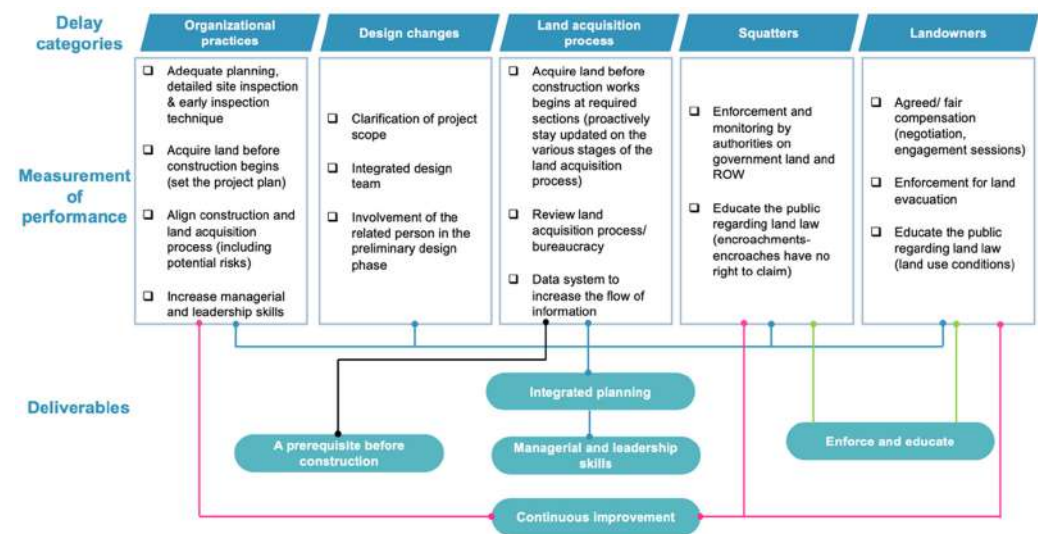 Delay
categories
Organizational
practices
Design changes
Land acquisition
process
Squatters
Landowners
Measurement
of
performance
Adequate planning,
detailed site inspection
& early inspection
technique
Acquire land before
construction begins
(set the project plan)
Align construction and
land acquisition
process (including
potential risks)
Increase managerial
and leadership skills
Clarification of project
scope
Integrated design
team
Involvement of the
related person in the
preliminary design
phase
Acquire land before
construction works
begins at required
sections (proactively
stay updated on the
various stages of the
land acquisition
process)
Review land
acquisition process/
bureaucracy
Data system to
increase the flow of
information
Enforcement and
monitoring by
authorities on
government land and
ROW
Educate the public
regarding land law
(encroachments-
encroaches have no
right to claim)
Agreed/ fair
compensation
(negotiation,
engagement sessions)
Enforcement for land
evacuation
Educate the public
regarding land law
(land use conditions)
Deliverables
Integrated planning
A prerequisite before
construction
Managerial and leadership
skills
Enforce and educate
Continuous improvement